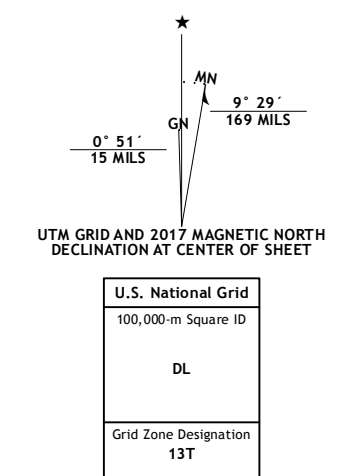 ★
MN
GN
9° 29´
169 MILS
0° 51´
15 MILS
UTM GRID AND 2017 MAGNETIC NORTH
DECLINATION AT CENTER OF SHEET
U.S. National Grid
100,000-m Square ID
DL
Grid Zone Designation
13T